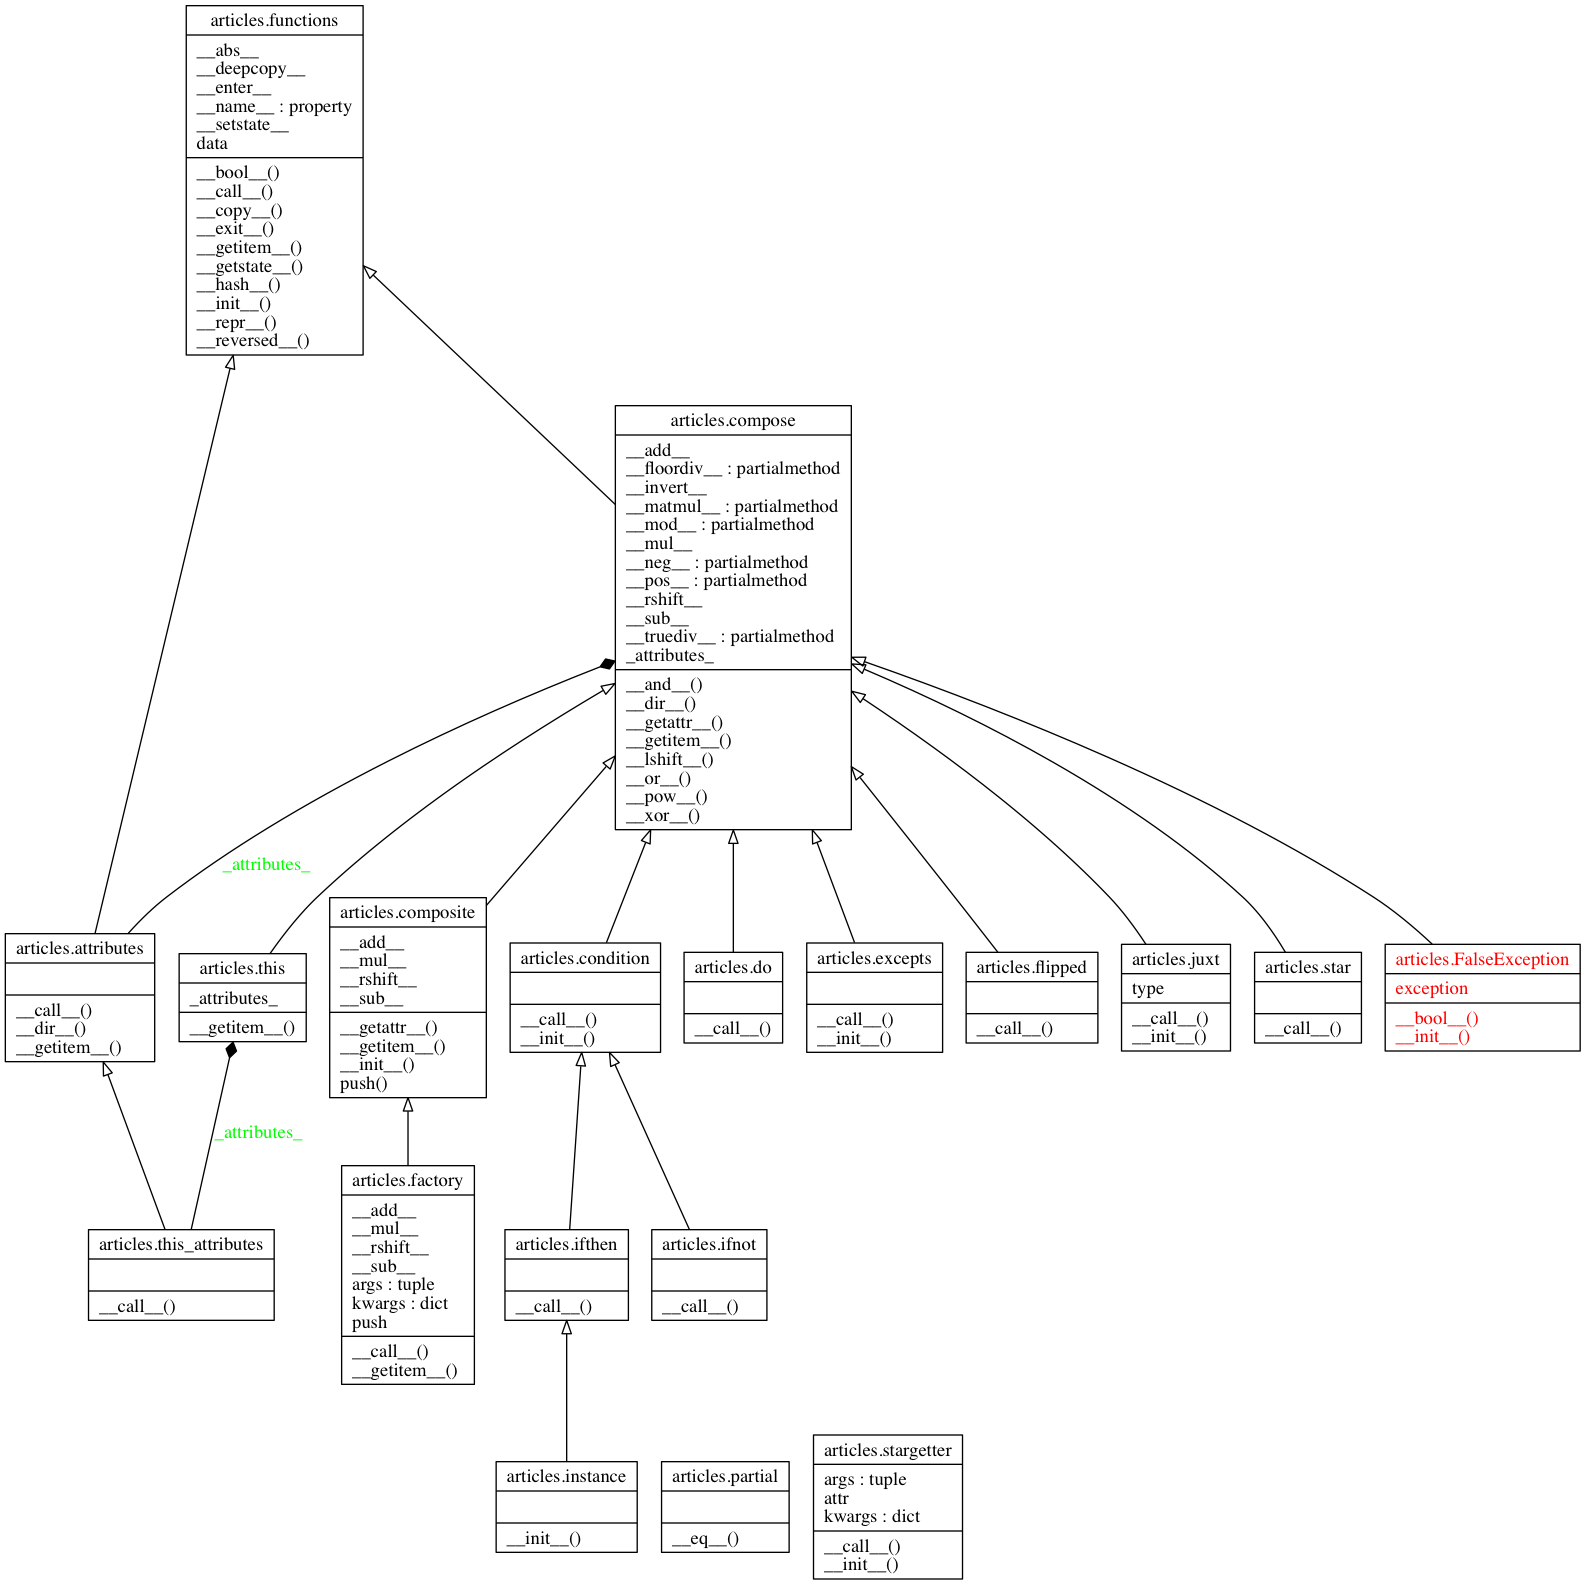 articles.functions
__abs__
__deepcopy__
__enter__
__name__ : property
__setstate__
data
__bool__()
__call__()
__copy__()
__exit__()
__getitem__()
__getstate__()
__hash__()
__init__()
__repr__()
__reversed__()
articles.compose
__add__
__floordiv__ : partialmethod
__invert__
__matmul__ : partialmethod
__mod__ : partialmethod
__mul__
__neg__ : partialmethod
__pos__ : partialmethod
__rshift__
__sub__
__truediv__ : partialmethod
_attributes_
__and__()
__dir__()
__getattr__()
__getitem__()
__lshift__()
__or__()
__pow__()
__xor__()
_attributes_
articles.attributes
__call__()
__dir__()
__getitem__()
articles.this
_attributes_
__getitem__()
articles.composite
__add__
__mul__
__rshift__
__sub__
__getattr__()
__getitem__()
__init__()
push()
articles.condition
__call__()
__init__()
articles.do
__call__()
articles.excepts
__call__()
__init__()
articles.flipped
__call__()
articles.juxt
type
__call__()
__init__()
articles.star
__call__()
articles.FalseException
exception
__bool__()
__init__()
_attributes_
articles.this_attributes
__call__()
articles.factory
__add__
__mul__
__rshift__
__sub__
args : tuple
kwargs : dict
push
__call__()
__getitem__()
articles.ifthen
__call__()
articles.ifnot
__call__()
articles.instance
__init__()
articles.partial
__eq__()
articles.stargetter
args : tuple
attr
kwargs : dict
__call__()
__init__()